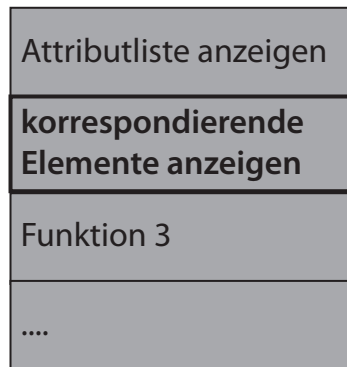 Attributliste anzeigen
korrespondierende
Elemente anzeigen
Funktion 3
....